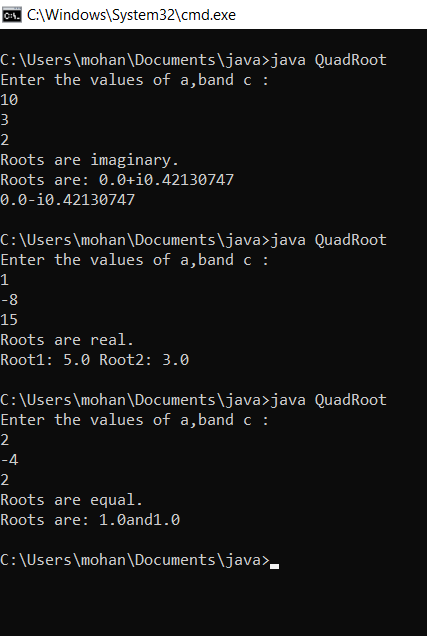 C:\Windows\System32\cmd.exe
C:\Users\mohan\Documents\java>java QuadRoot
Enter the values of a,band c :
10
3
2
Roots are imaginary.
Roots are: 0.0+i0.42130747
0.0-i0.42130747
C:\Users\mohan\Documents\java>java QuadRoot
Enter the values of a,band c :
1
-8
15
Roots are real.
Root1: 5.0 Root2: 3.0
C:\Users\mohan\Documents\java>java QuadRoot
Enter the values of a,band c :
2
-4
2
Roots are equal.
Roots are: 1.0and1.0
C:\Users\mohan\Documents\java>